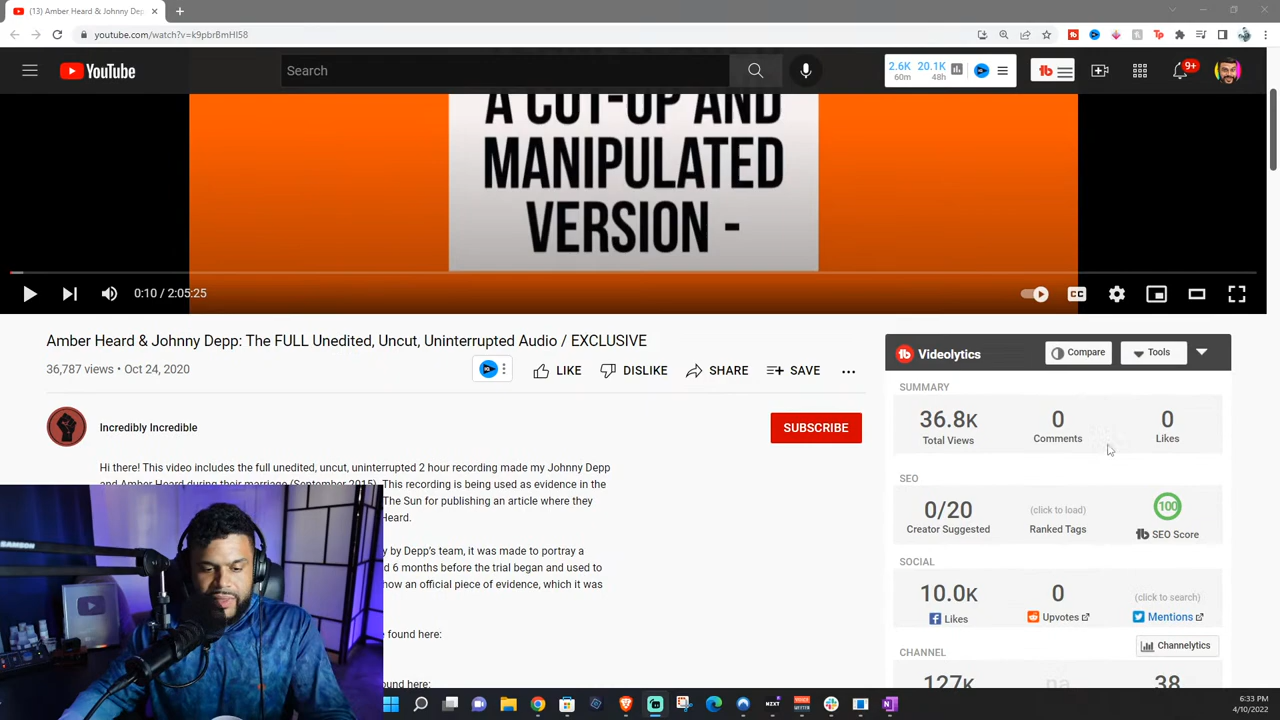 (13) Amber Heard & Johnny Dep
youtube.com/watch?v=k9pbrBmHI58
YouTube
Search
2.6K 20.1K
60m 48h
9+
A CUT-UP AND
MANIPULATED
VERSION -
0:10 / 2:05:25
Amber Heard & Johnny Depp: The FULL Unedited, Uncut, Uninterrupted Audio / EXCLUSIVE
36,787 views • Oct 24, 2020
LIKE DISLIKE SHARE SAVE
Incredibly Incredible
SUBSCRIBE
Hi there! This video includes the full unedited, uncut, uninterrupted 2 hour recording made my Johnny Depp
and Amber Heard during their marriage (September 2015). This recording is being used as evidence in the
The Sun for publishing an article where they
Heard.
y by Depp's team, it was made to portray a
d 6 months before the trial began and used to
now an official piece of evidence, which it was
e found here:
und here:
Videolytics
Compare
Tools
SUMMARY
36.8K 0 0
Total Views Comments Likes
SEO
0/20 (click to load) 100
Creator Suggested Ranked Tags tb SEO Score
SOCIAL
10.0K 0 (click to search)
Likes Upvotes Mentions
CHANNEL
Channelytics
127K na 38
SAMSON
6:33 PM
4/10/2022